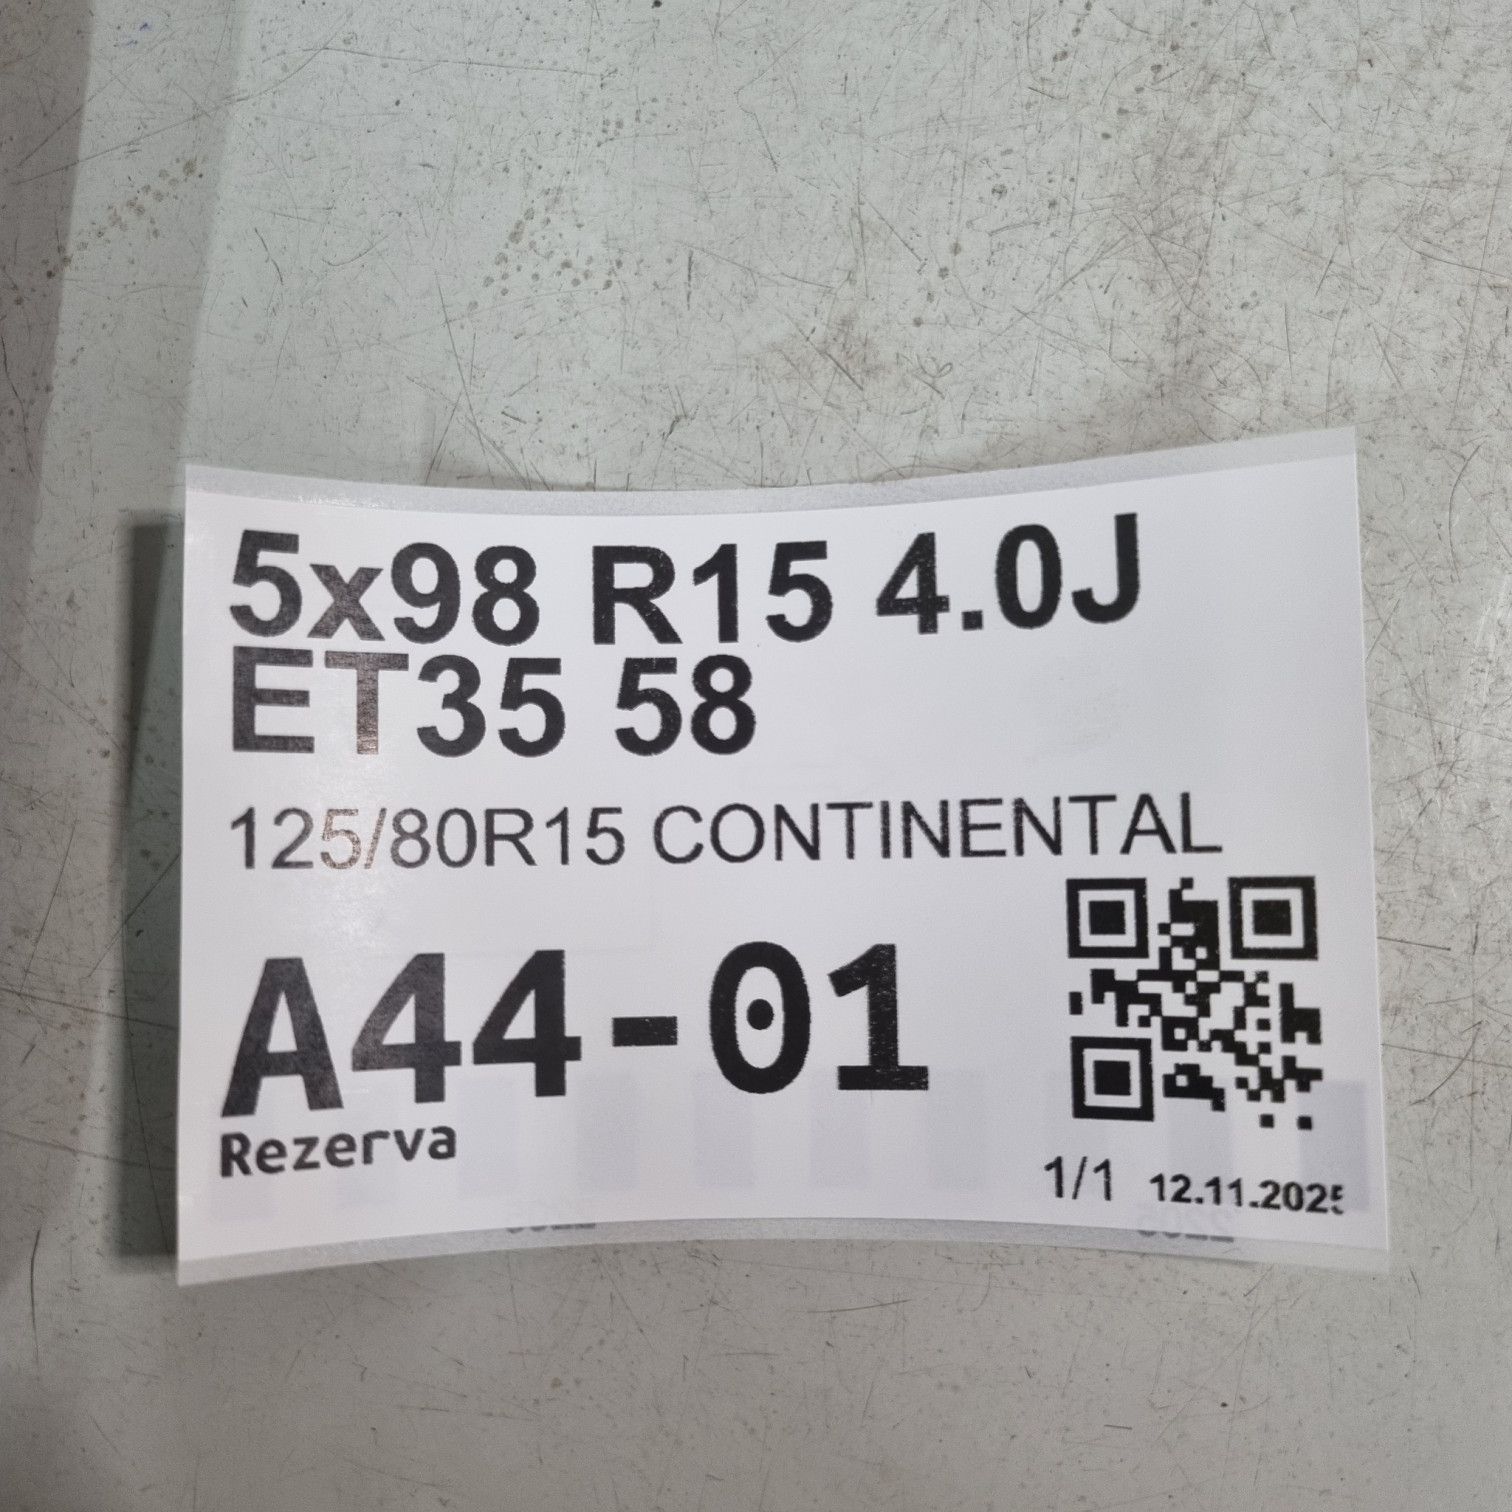 5x98 R15 4.0J
ET35 58
125/80R15 CONTINENTAL
A44-01
Rezerva
1/1 12.11.2025